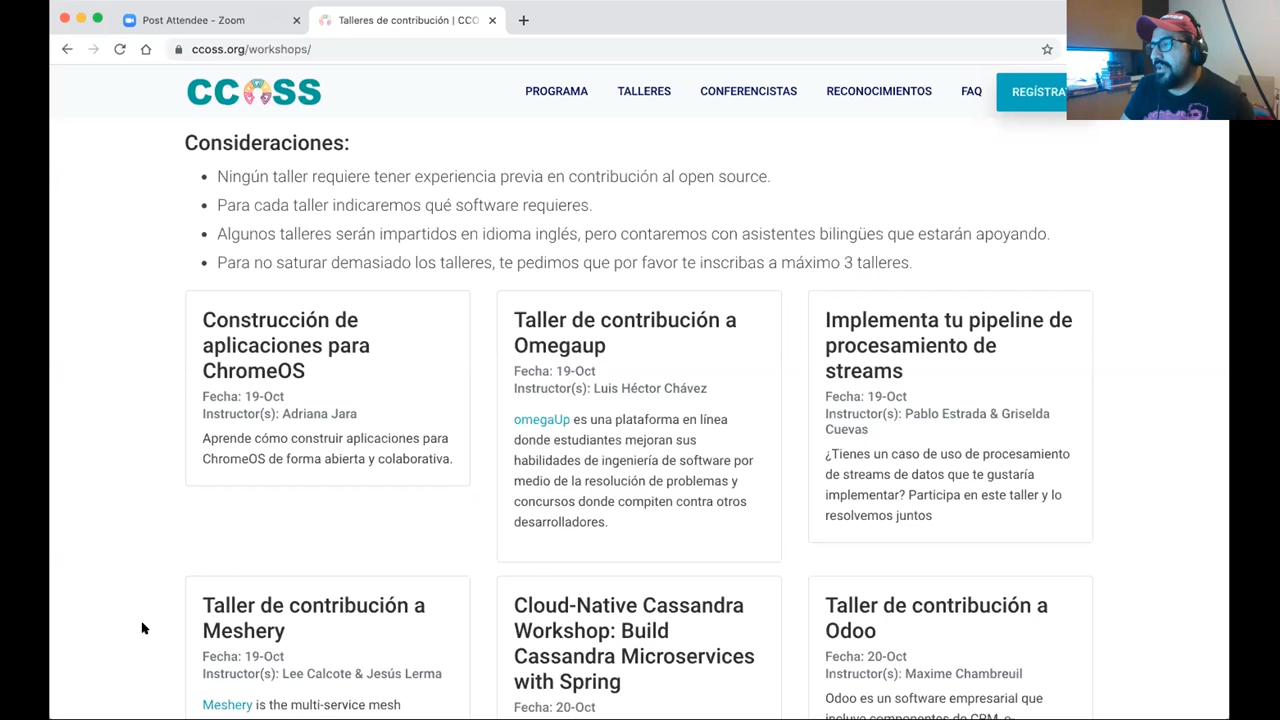 Post Attendee - Zoom
Talleres de contribución | CCO
ccoss.org/workshops/
CCOSS
PROGRAMA
TALLERES
CONFERENCISTAS
RECONOCIMIENTOS
FAQ
REGÍSTRA
Consideraciones:
Ningún taller requiere tener experiencia previa en contribución al open source.
Para cada taller indicaremos qué software requieres.
Algunos talleres serán impartidos en idioma inglés, pero contaremos con asistentes bilingües que estarán apoyando.
Para no saturar demasiado los talleres, te pedimos que por favor te inscribas a máximo 3 talleres.
Construcción de
aplicaciones para
ChromeOS
Fecha: 19-Oct
Instructor(s): Adriana Jara
Aprende cómo construir aplicaciones para
ChromeOS de forma abierta y colaborativa.
Taller de contribución a
Omegaup
Fecha: 19-Oct
Instructor(s): Luis Héctor Chávez
omegaUp es una plataforma en línea
donde estudiantes mejoran sus
habilidades de ingeniería de software por
medio de la resolución de problemas y
concursos donde compiten contra otros
desarrolladores.
Implementa tu pipeline de
procesamiento de
streams
Fecha: 19-Oct
Instructor(s): Pablo Estrada & Griselda
Cuevas
¿Tienes un caso de uso de procesamiento
de streams de datos que te gustaría
implementar? Participa en este taller y lo
resolvemos juntos
Taller de contribución a
Meshery
Fecha: 19-Oct
Instructor(s): Lee Calcote & Jesús Lerma
Meshery is the multi-service mesh
Cloud-Native Cassandra
Workshop: Build
Cassandra Microservices
with Spring
Fecha: 20-Oct
Taller de contribución a
Odoo
Fecha: 20-Oct
Instructor(s): Maxime Chambreuil
Odoo es un software empresarial que
incluye componentes de CRM, e-